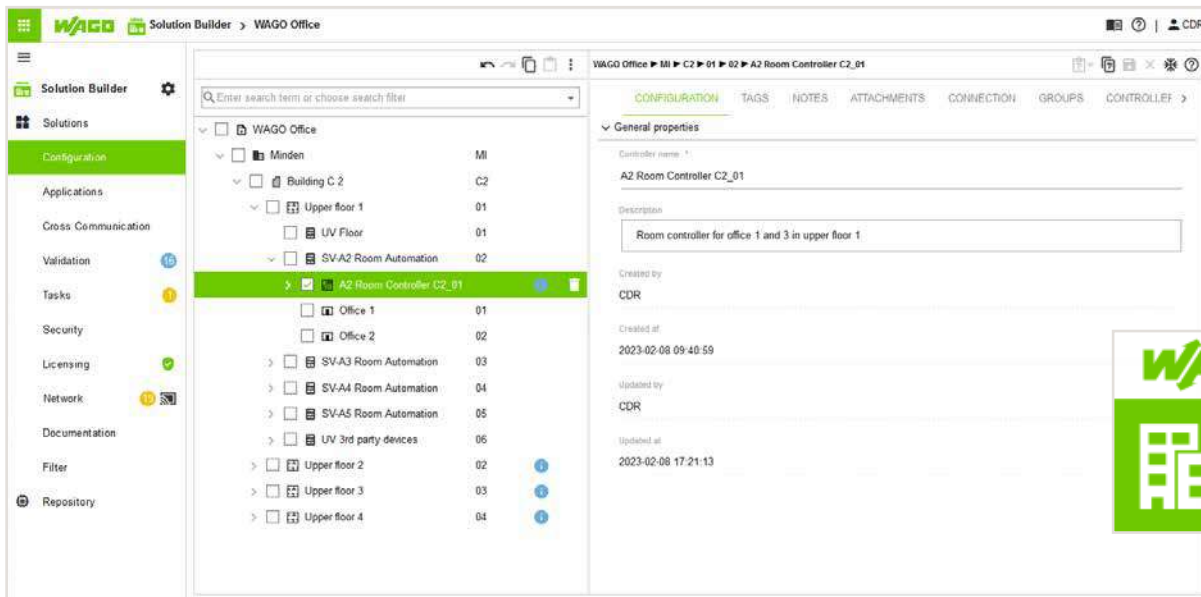 WAGO Solution Builder > WAGO Office CDR
WAGO Office ► MI ► C2 ► 01 ► 02 ► A2 Room Controller C2_01
Solution Builder
Solutions
Configuration
Applications
Cross Communication
Validation 16
Tasks 1
Security
Licensing
Network
Documentation
Filter
Repository
Enter search term or choose search filter
WAGO Office
Minden MI
Building C 2 C2
Upper floor 1 01
UV Floor 01
SV-A2 Room Automation 02
A2 Room Controller C2_01
Office 1 01
Office 2 02
SV-A3 Room Automation 03
SV-A4 Room Automation 04
SV-A5 Room Automation 05
UV 3rd party devices 06
Upper floor 2 02
Upper floor 3 03
Upper floor 4 04
CONFIGURATION TAGS NOTES ATTACHMENTS CONNECTION GROUPS CONTROLLER
General properties
Controller name *
A2 Room Controller C2_01
Description
Room controller for office 1 and 3 in upper floor 1
Created by
CDR
Created at
2023-02-08 09:40:59
Updated by
CDR
Updated at
2023-02-08 17:21:13